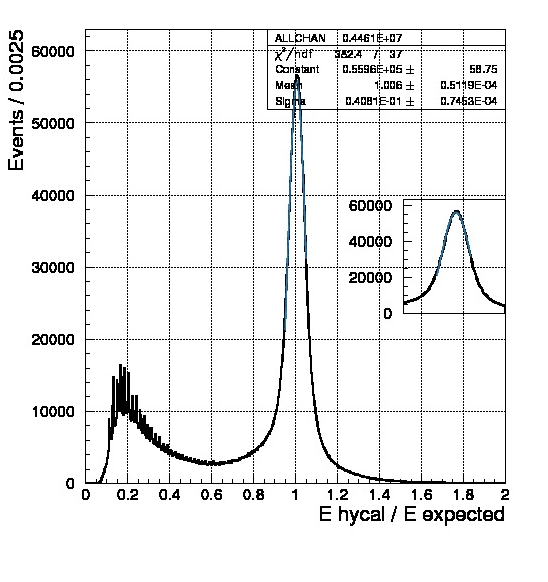 ALLCHAN 0.4461E+07
χ²/ndf 382.4 / 37
Constant 0.5596E+05 ± 58.75
Mean 1.006 ± 0.5119E-04
Sigma 0.4081E-01 ± 0.7453E-04
Events / 0.0025
60000
50000
40000
30000
20000
10000
0
60000
40000
20000
0
0 0.2 0.4 0.6 0.8 1 1.2 1.4 1.6 1.8 2
E hycal / E expected